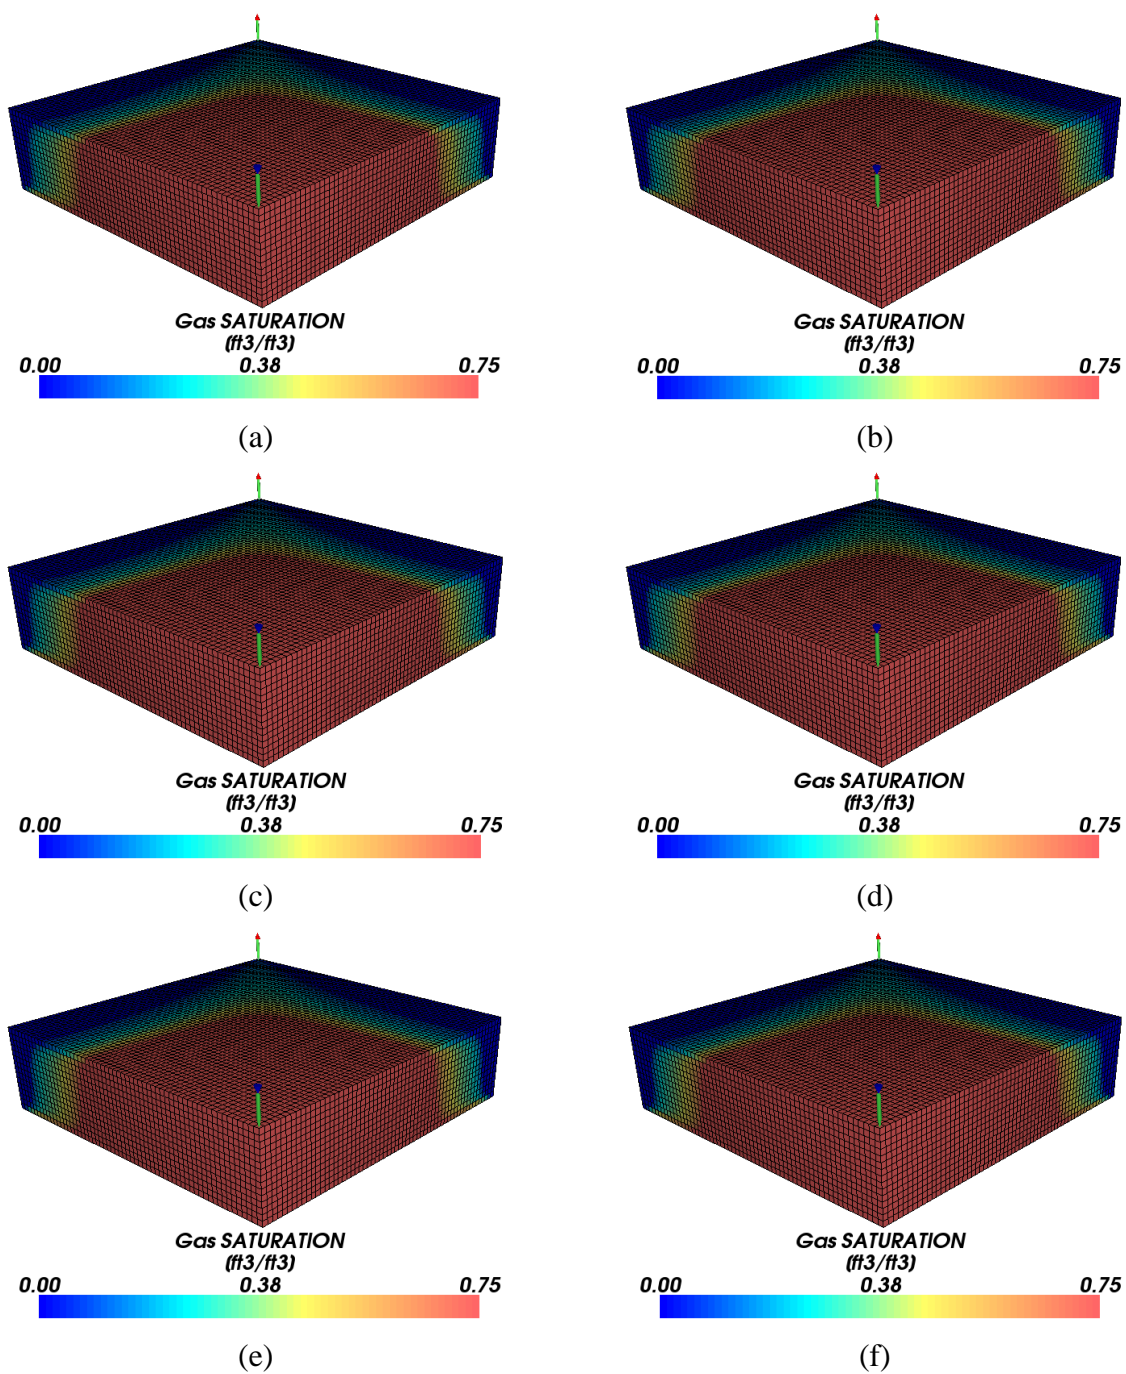 Gas SATURATION
(ft3/ft3)
0.00 0.38 0.75
(a)
Gas SATURATION
(ft3/ft3)
0.00 0.38 0.75
(b)
Gas SATURATION
(ft3/ft3)
0.00 0.38 0.75
(c)
Gas SATURATION
(ft3/ft3)
0.00 0.38 0.75
(d)
Gas SATURATION
(ft3/ft3)
0.00 0.38 0.75
(e)
Gas SATURATION
(ft3/ft3)
0.00 0.38 0.75
(f)